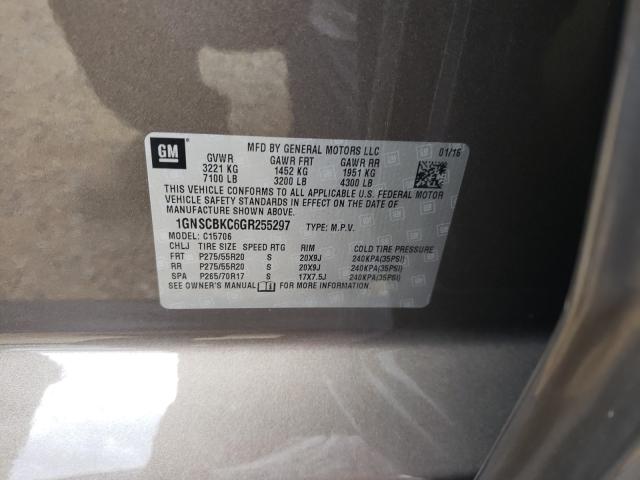 GM
MFD BY GENERAL MOTORS LLC 01/16
GVWR GAWR FRT GAWR RR
3221 KG 1452 KG 1951 KG
7100 LB 3200 LB 4300 LB
THIS VEHICLE CONFORMS TO ALL APPLICABLE U.S. FEDERAL MOTOR
VEHICLE SAFETY STANDARDS IN EFFECT ON THE DATE OF
MANUFACTURE SHOWN ABOVE.
1GNSCBKC6GR255297 TYPE: M.P.V.
MODEL: C15706
CHLJ TIRE SIZE SPEED RTG RIM COLD TIRE PRESSURE
FRT P275/55R20 S 20X9J 240KPA(35PSI)
RR P275/55R20 S 20X9J 240KPA(35PSI)
SPA P265/70R17 S 17X7.5J 240KPA(35PSI)
SEE OWNER'S MANUAL FOR MORE INFORMATION.